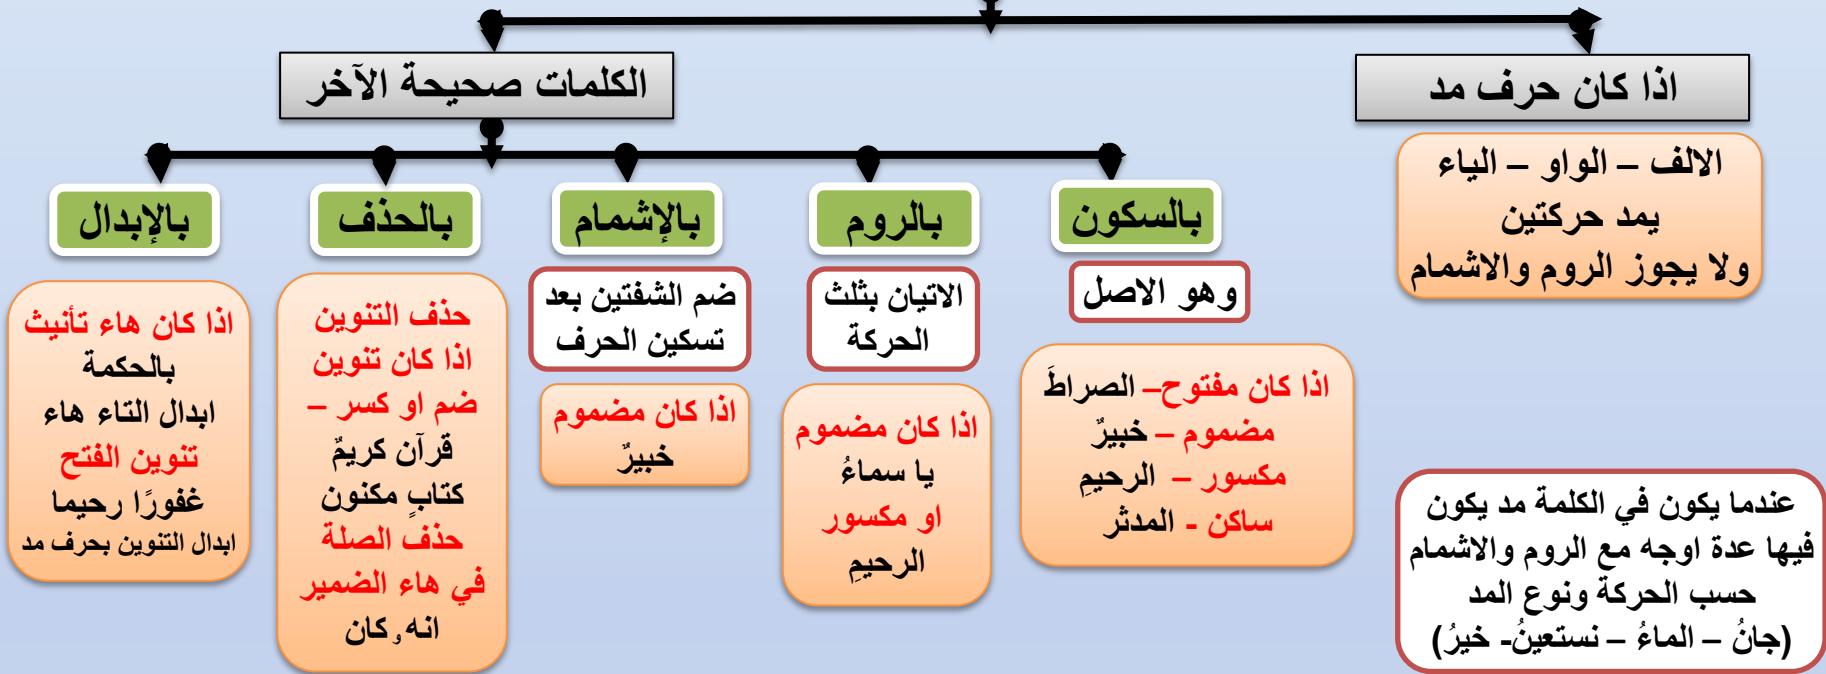 اذا كان حرف مد
الالف – الواو – الياء
يمد حركتين
ولا يجوز الروم والاشمام
الكلمات صحيحة الآخر
بالسكون
وهو الاصل
اذا كان مفتوح– الصراطَ
مضموم – خبيرٌ
مكسور – الرحيمِ
ساكن - المدثر
بالروم
الاتيان بثلث
الحركة
اذا كان مضموم
يا سماءُ
او مكسور
الرحيمِ
بالإشمام
ضم الشفتين بعد
تسكين الحرف
اذا كان مضموم
خبيرٌ
بالحذف
حذف التنوين
اذا كان تنوين
ضم او كسر –
قرآن كريمٌ
كتابٍ مكنون
حذف الصلة
في هاء الضمير
انه ۥ كان
بالإبدال
اذا كان هاء تأنيث
بالحكمة
ابدال التاء هاء
تنوين الفتح
غفورًا رحيما
ابدال التنوين بحرف مد
عندما يكون في الكلمة مد يكون
فيها عدة اوجه مع الروم والاشمام
حسب الحركة ونوع المد
(جانُ – الماءُ – نستعينُ- خيرُ)